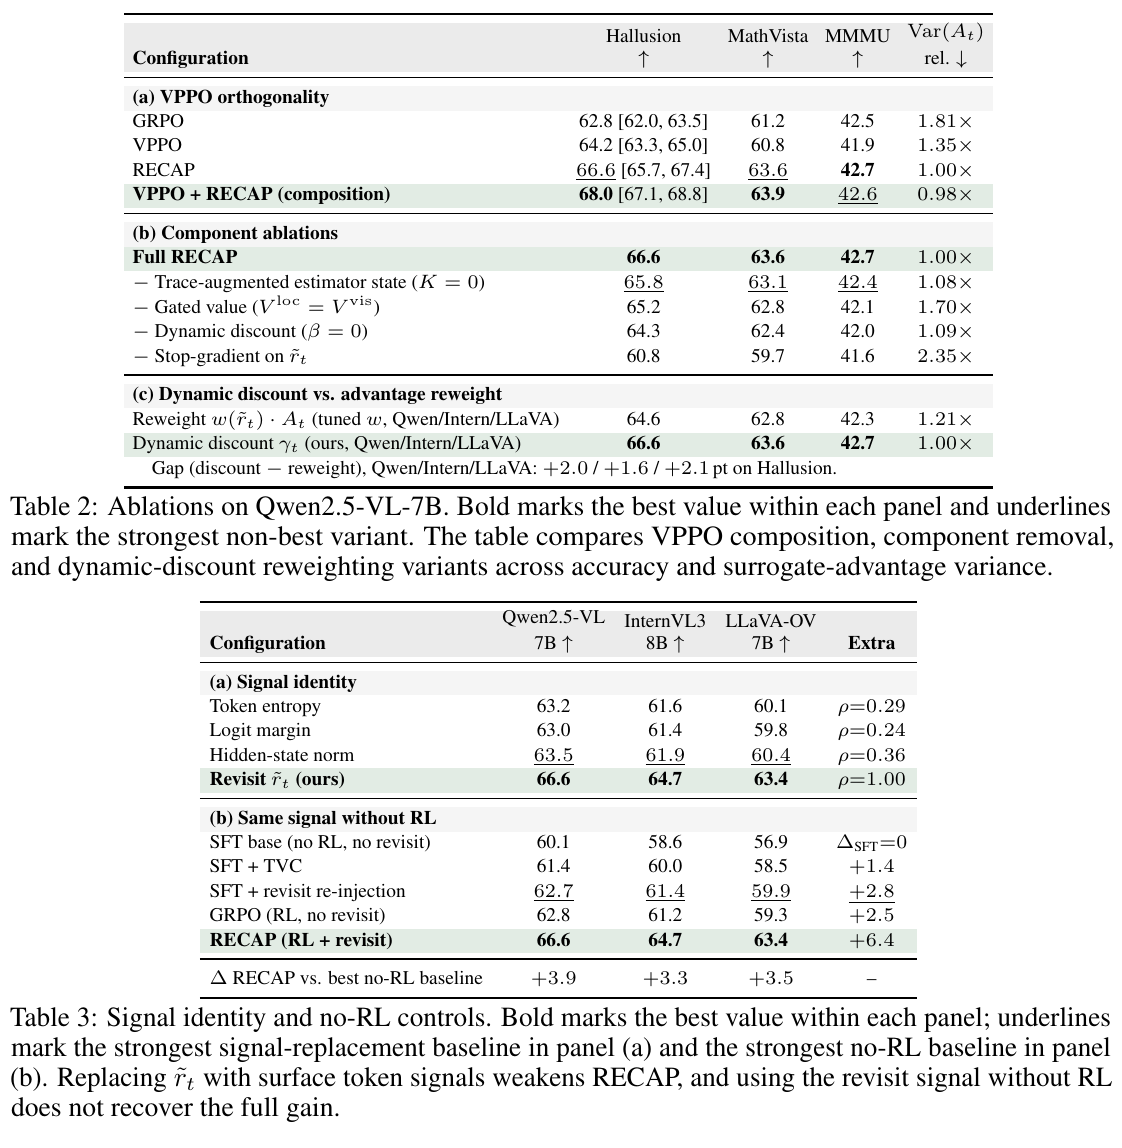 Configuration Hallusion ↑ MathVista ↑ MMMU ↑ Var(A_t) rel. ↓
(a) VPPO orthogonality
GRPO 62.8 [62.0, 63.5] 61.2 42.5 1.81×
VPPO 64.2 [63.3, 65.0] 60.8 41.9 1.35×
RECAP 66.6 [65.7, 67.4] 63.6 42.7 1.00×
VPPO + RECAP (composition) 68.0 [67.1, 68.8] 63.9 42.6 0.98×
(b) Component ablations
Full RECAP 66.6 63.6 42.7 1.00×
− Trace-augmented estimator state (K = 0) 65.8 63.1 42.4 1.08×
− Gated value (V^loc = V^vis) 65.2 62.8 42.1 1.70×
− Dynamic discount (β = 0) 64.3 62.4 42.0 1.09×
− Stop-gradient on r̃_t 60.8 59.7 41.6 2.35×
(c) Dynamic discount vs. advantage reweight
Reweight w(r̃_t) · A_t (tuned w, Qwen/Intern/LLaVA) 64.6 62.8 42.3 1.21×
Dynamic discount γ_t (ours, Qwen/Intern/LLaVA) 66.6 63.6 42.7 1.00×
Gap (discount − reweight), Qwen/Intern/LLaVA: +2.0 / +1.6 / +2.1 pt on Hallusion.
Table 2: Ablations on Qwen2.5-VL-7B. Bold marks the best value within each panel and underlines
mark the strongest non-best variant. The table compares VPPO composition, component removal,
and dynamic-discount reweighting variants across accuracy and surrogate-advantage variance.
Configuration Qwen2.5-VL 7B ↑ InternVL3 8B ↑ LLaVA-OV 7B ↑ Extra
(a) Signal identity
Token entropy 63.2 61.6 60.1 ρ=0.29
Logit margin 63.0 61.4 59.8 ρ=0.24
Hidden-state norm 63.5 61.9 60.4 ρ=0.36
Revisit r̃_t (ours) 66.6 64.7 63.4 ρ=1.00
(b) Same signal without RL
SFT base (no RL, no revisit) 60.1 58.6 56.9 Δ_SFT=0
SFT + TVC 61.4 60.0 58.5 +1.4
SFT + revisit re-injection 62.7 61.4 59.9 +2.8
GRPO (RL, no revisit) 62.8 61.2 59.3 +2.5
RECAP (RL + revisit) 66.6 64.7 63.4 +6.4
Δ RECAP vs. best no-RL baseline +3.9 +3.3 +3.5 –
Table 3: Signal identity and no-RL controls. Bold marks the best value within each panel; underlines
mark the strongest signal-replacement baseline in panel (a) and the strongest no-RL baseline in panel
(b). Replacing r̃_t with surface token signals weakens RECAP, and using the revisit signal without RL
does not recover the full gain.